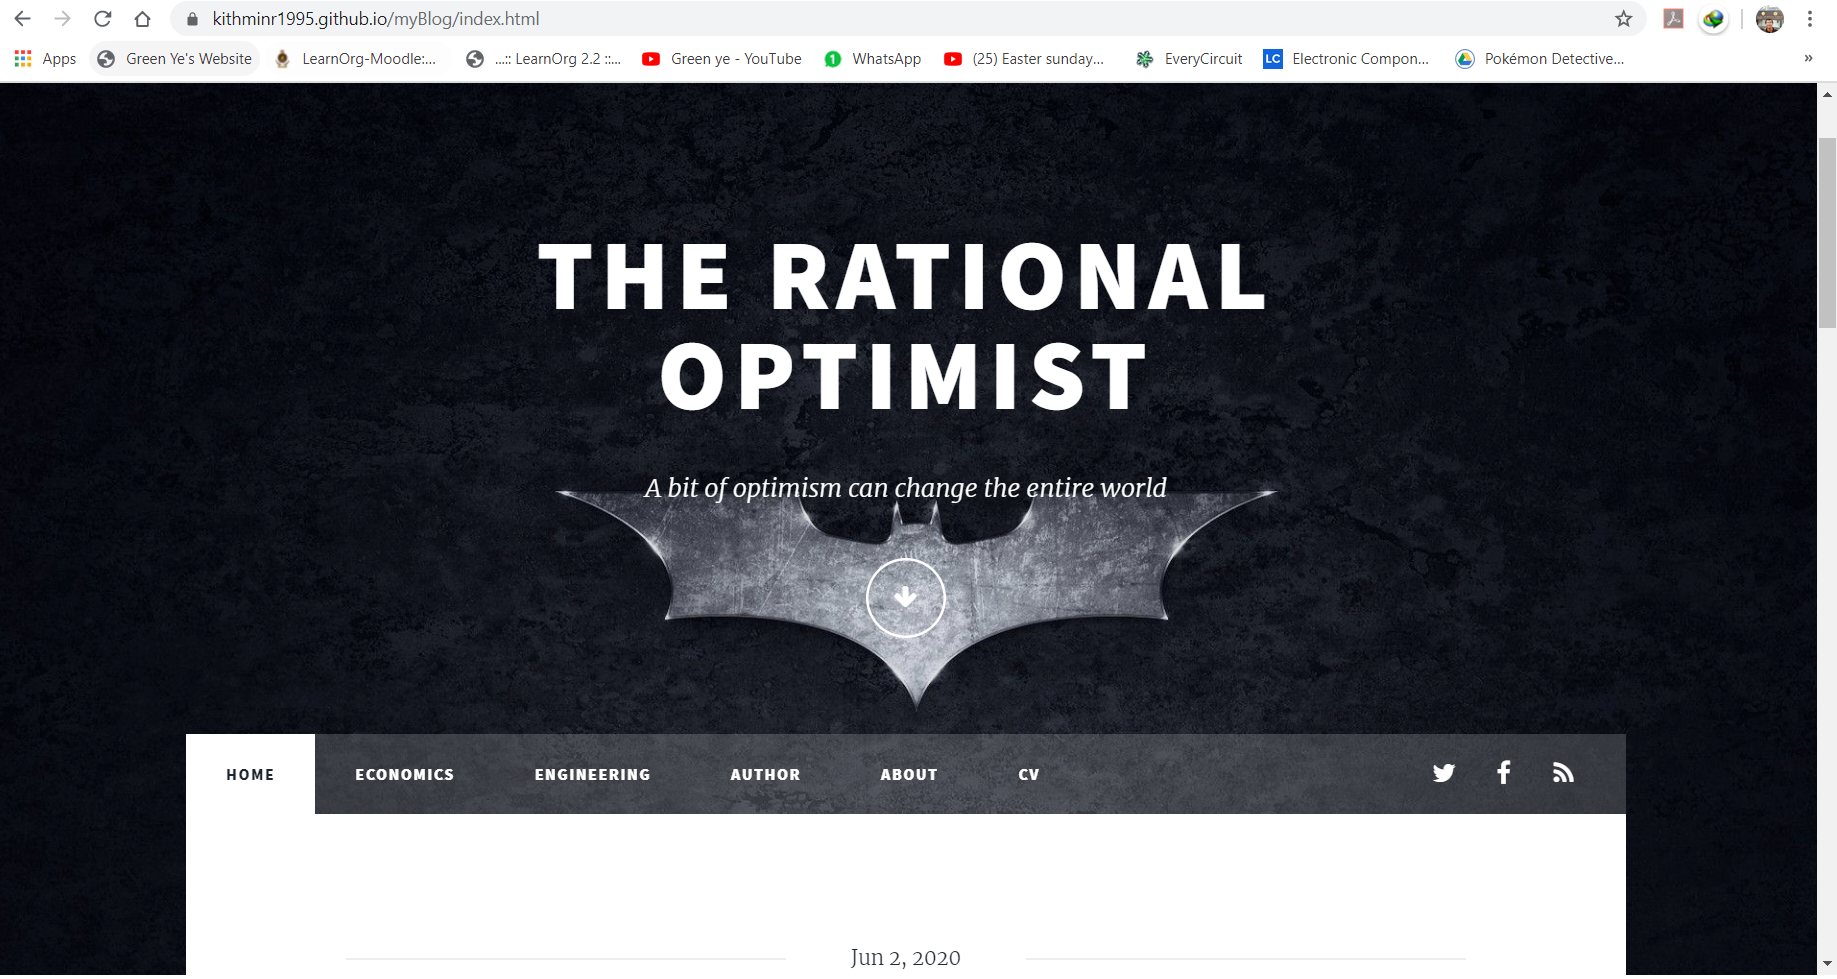 kithminr1995.github.io/myBlog/index.html
Apps Green Ye's Website LearnOrg-Moodle:... ...:: LearnOrg 2.2 ::... Green ye - YouTube WhatsApp (25) Easter sunday... EveryCircuit LC Electronic Compon... Pokémon Detective... »
THE RATIONAL
OPTIMIST
A bit of optimism can change the entire world
HOME ECONOMICS ENGINEERING AUTHOR ABOUT CV
Jun 2, 2020